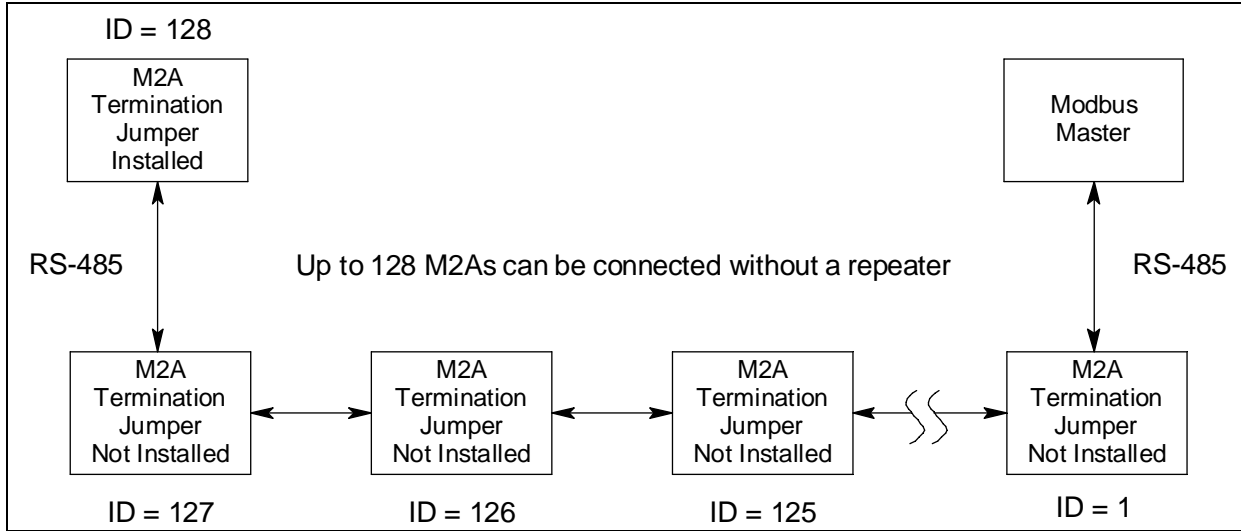 ID = 128
M2A
Termination
Jumper
Installed
Modbus
Master
RS-485
Up to 128 M2As can be connected without a repeater
RS-485
M2A
Termination
Jumper
Not Installed
M2A
Termination
Jumper
Not Installed
M2A
Termination
Jumper
Not Installed
M2A
Termination
Jumper
Not Installed
ID = 127
ID = 126
ID = 125
ID = 1